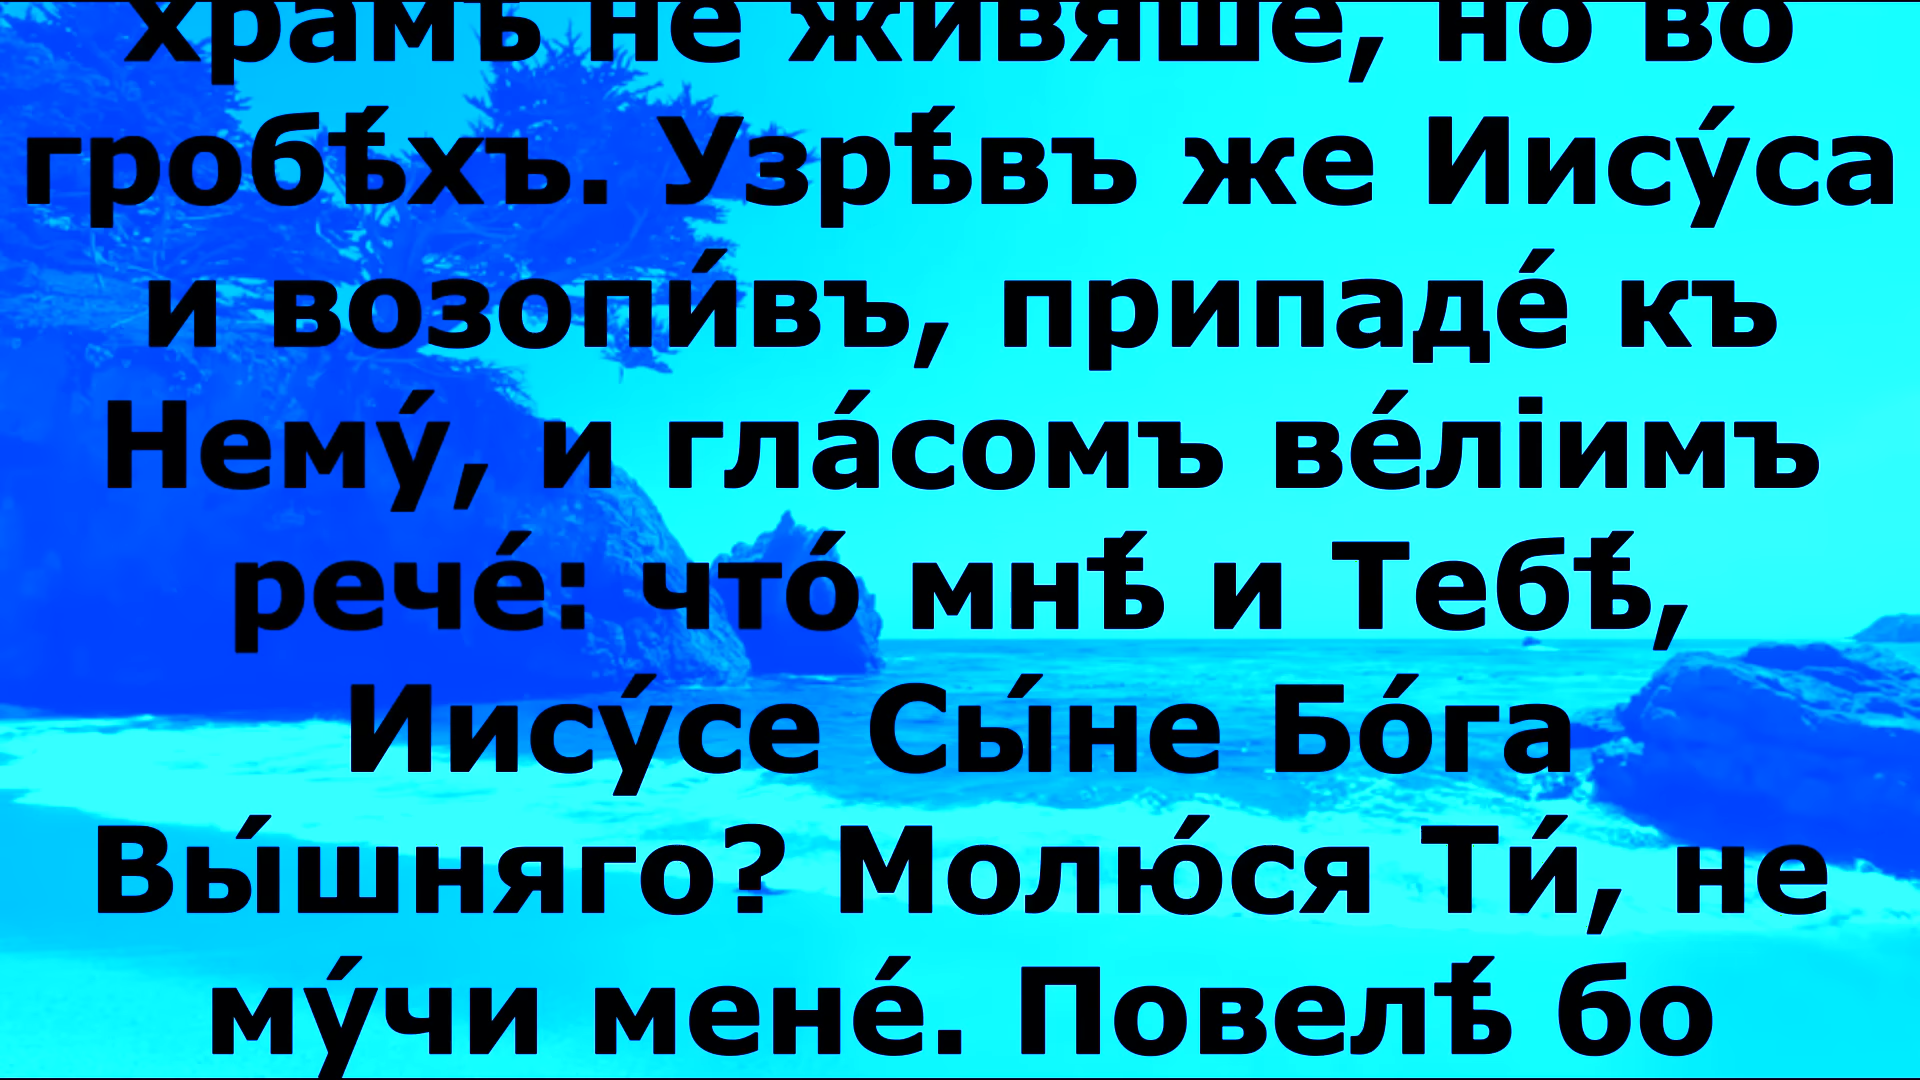 храмъ не живяше, но во
гробѣ́хъ. Узрѣ́въ же Иису́са
и возопи́въ, припаде́ къ
Нему́, и гла́сомъ ве́лiимъ
рече́: что́ мнѣ́ и Тебѣ́,
Иису́се Сы́не Бо́га
Вы́шняго? Молю́ся Ти́, не
му́чи мене́. Повелѣ́ бо